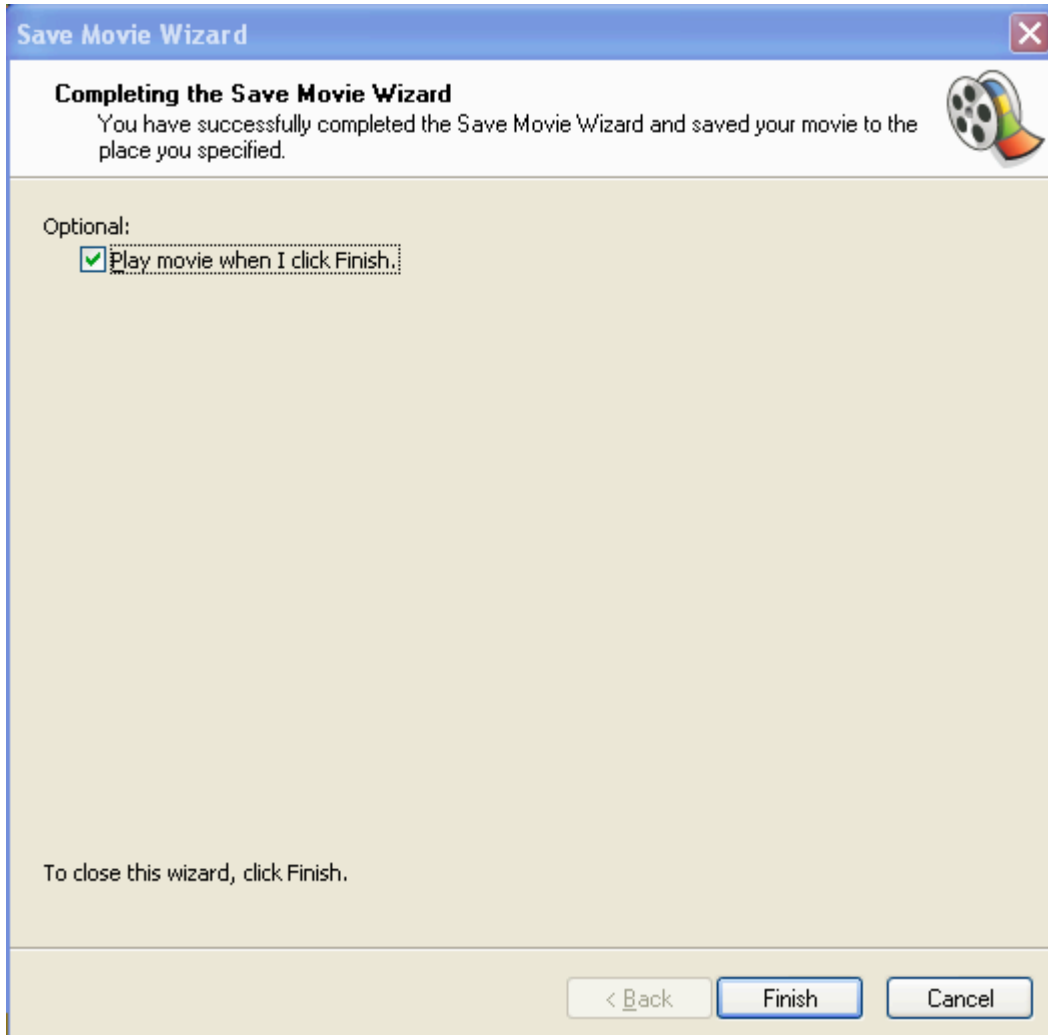 Save Movie Wizard
Completing the Save Movie Wizard
You have successfully completed the Save Movie Wizard and saved your movie to the
place you specified.
Optional:
Play movie when I click Finish.
To close this wizard, click Finish.
< Back Finish Cancel